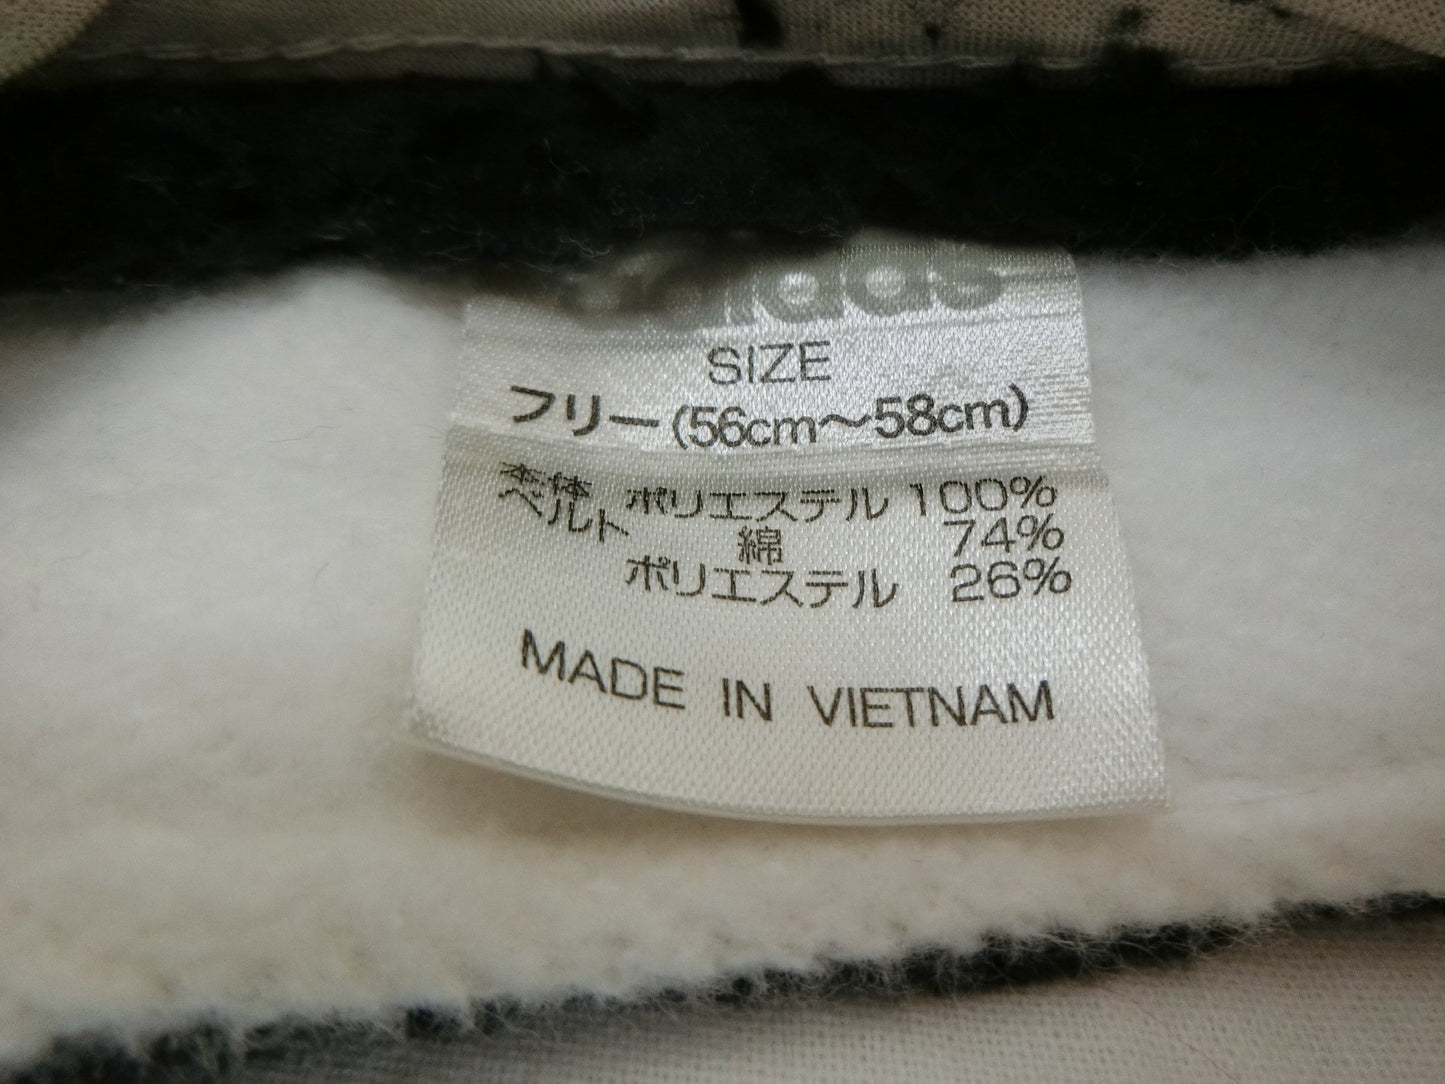 adidas
SIZE
フリー(56cm～58cm)
本体 ポリエステル 100%
ベルト 綿 74%
ポリエステル 26%
MADE IN VIETNAM